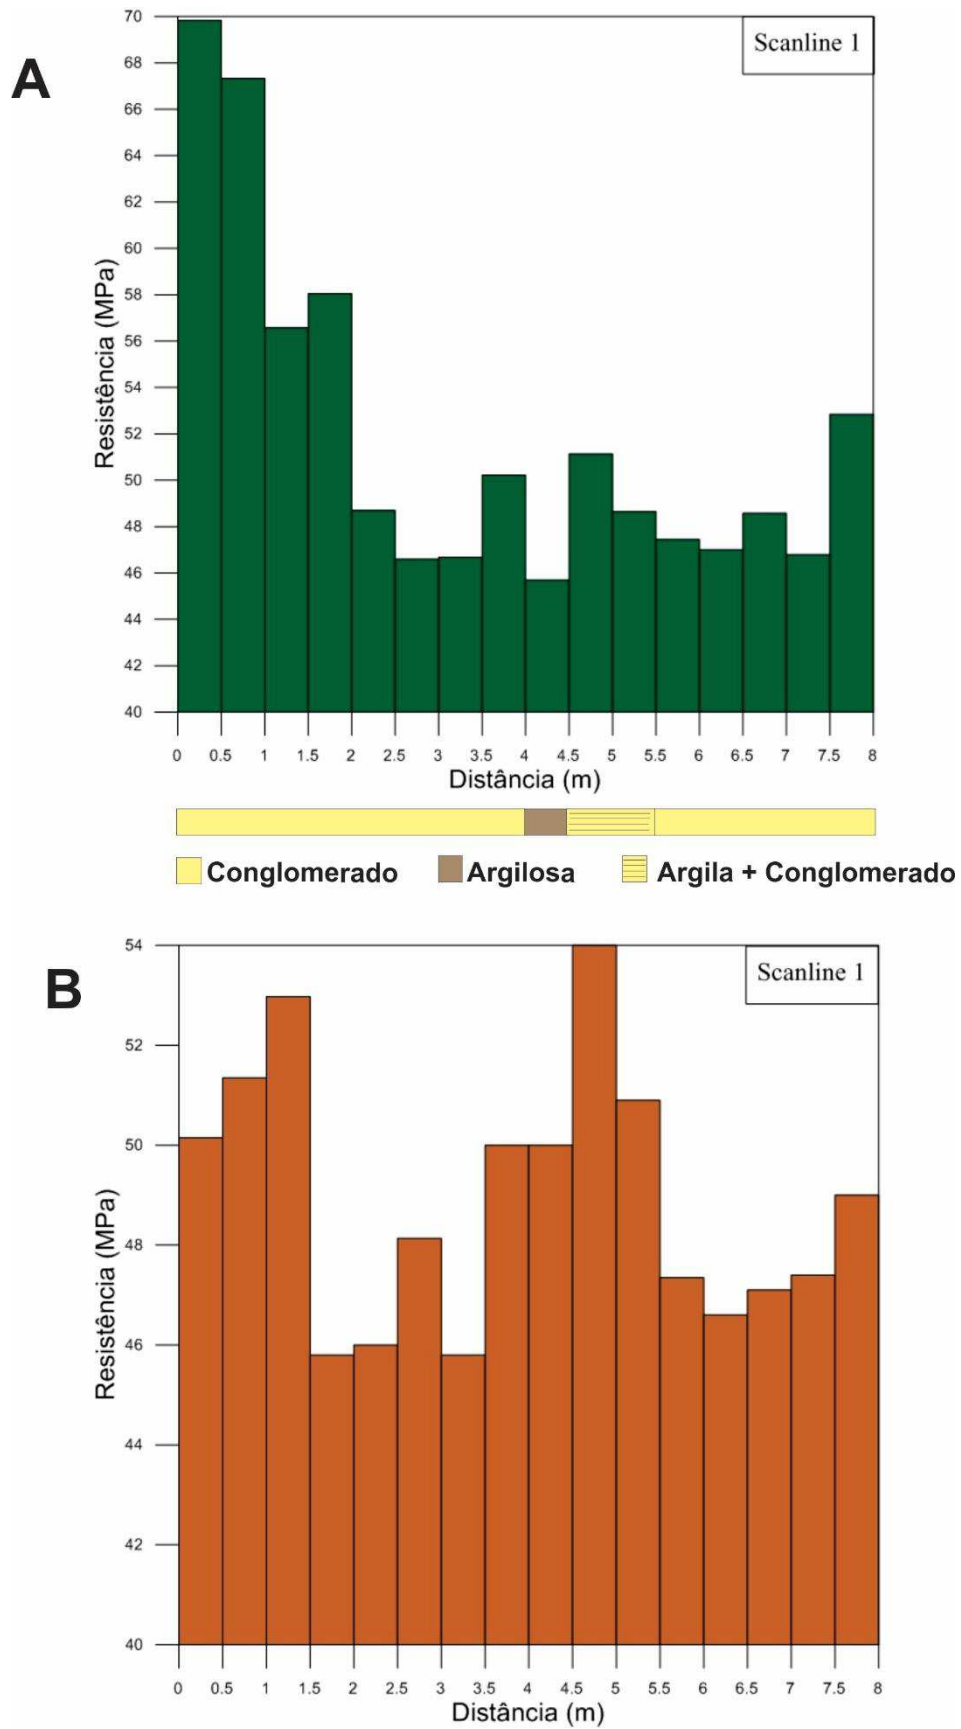 A
Scanline 1
Resistência (MPa)
70
68
66
64
62
60
58
56
54
52
50
48
46
44
42
40
0 0.5 1 1.5 2 2.5 3 3.5 4 4.5 5 5.5 6 6.5 7 7.5 8
Distância (m)
Conglomerado Argilosa Argila + Conglomerado
B
Scanline 1
Resistência (MPa)
54
52
50
48
46
44
42
40
0 0.5 1 1.5 2 2.5 3 3.5 4 4.5 5 5.5 6 6.5 7 7.5 8
Distância (m)